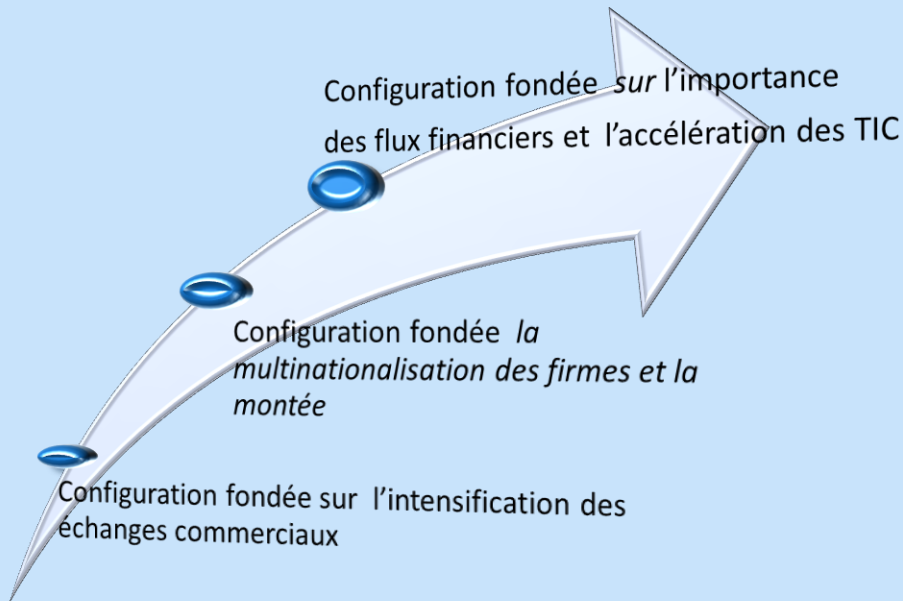 Configuration fondée sur l'importance
des flux financiers et l'accélération des TIC
Configuration fondée la
multinationalisation des firmes et la
montée
Configuration fondée sur l'intensification des
échanges commerciaux